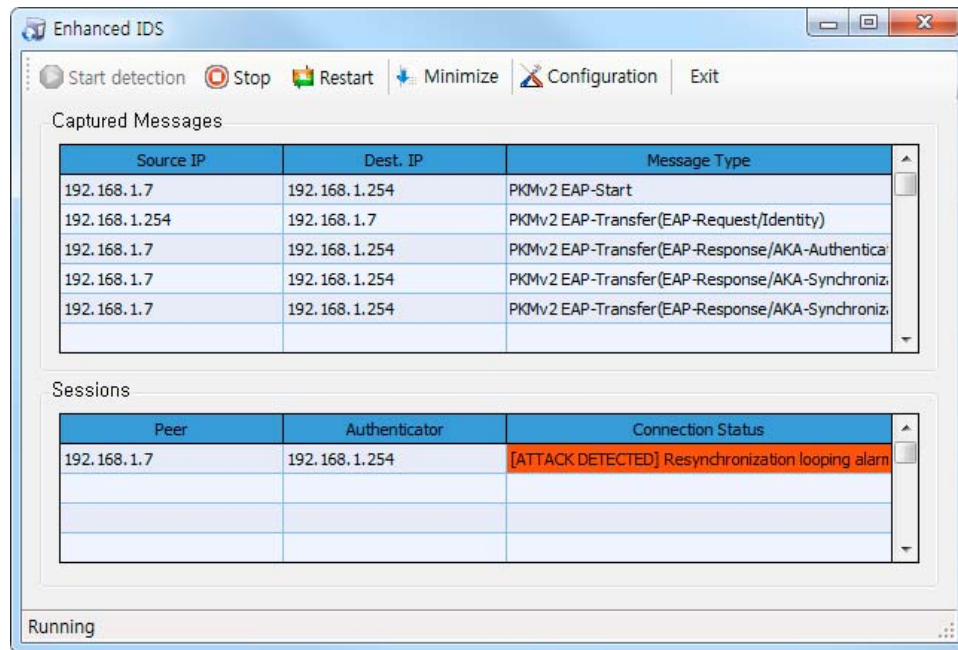 Enhanced IDS
Start detection Stop Restart Minimize Configuration Exit
Captured Messages
Source IP Dest. IP Message Type
192.168.1.7 192.168.1.254 PKMv2 EAP-Start
192.168.1.254 192.168.1.7 PKMv2 EAP-Transfer(EAP-Request/Identity)
192.168.1.7 192.168.1.254 PKMv2 EAP-Transfer(EAP-Response/AKA-Authentica
192.168.1.7 192.168.1.254 PKMv2 EAP-Transfer(EAP-Response/AKA-Synchroniz
192.168.1.7 192.168.1.254 PKMv2 EAP-Transfer(EAP-Response/AKA-Synchroniz
Sessions
Peer Authenticator Connection Status
192.168.1.7 192.168.1.254 [ATTACK DETECTED] Resynchronization looping alarm
Running